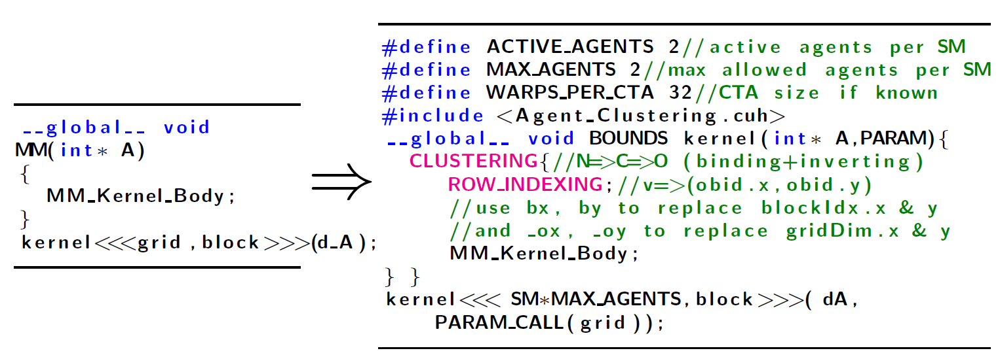 __global__ void
MM(int* A)
{
MM_Kernel_Body;
}
kernel<<<grid,block>>>(d_A);
⇒
#define ACTIVE_AGENTS 2//active agents per SM
#define MAX_AGENTS 2//max allowed agents per SM
#define WARPS_PER_CTA 32//CTA size if known
#include <Agent_Clustering.cuh>
__global__ void BOUNDS kernel(int* A,PARAM){
CLUSTERING{//N=>C=>O (binding+inverting)
ROW_INDEXING;//v=>(obid.x,obid.y)
//use bx, by to replace blockIdx.x & y
//and _ox, _oy to replace gridDim.x & y
MM_Kernel_Body;
} }
kernel<<< SM*MAX_AGENTS,block>>>( dA,
PARAM_CALL(grid));